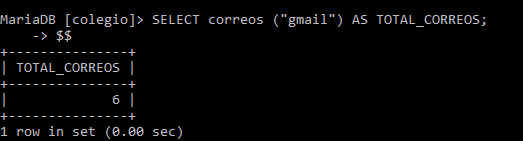 MariaDB [colegio]> SELECT correos ("gmail") AS TOTAL_CORREOS;
    -> $$
+---------------+
| TOTAL_CORREOS |
+---------------+
|             6 |
+---------------+
1 row in set (0.00 sec)